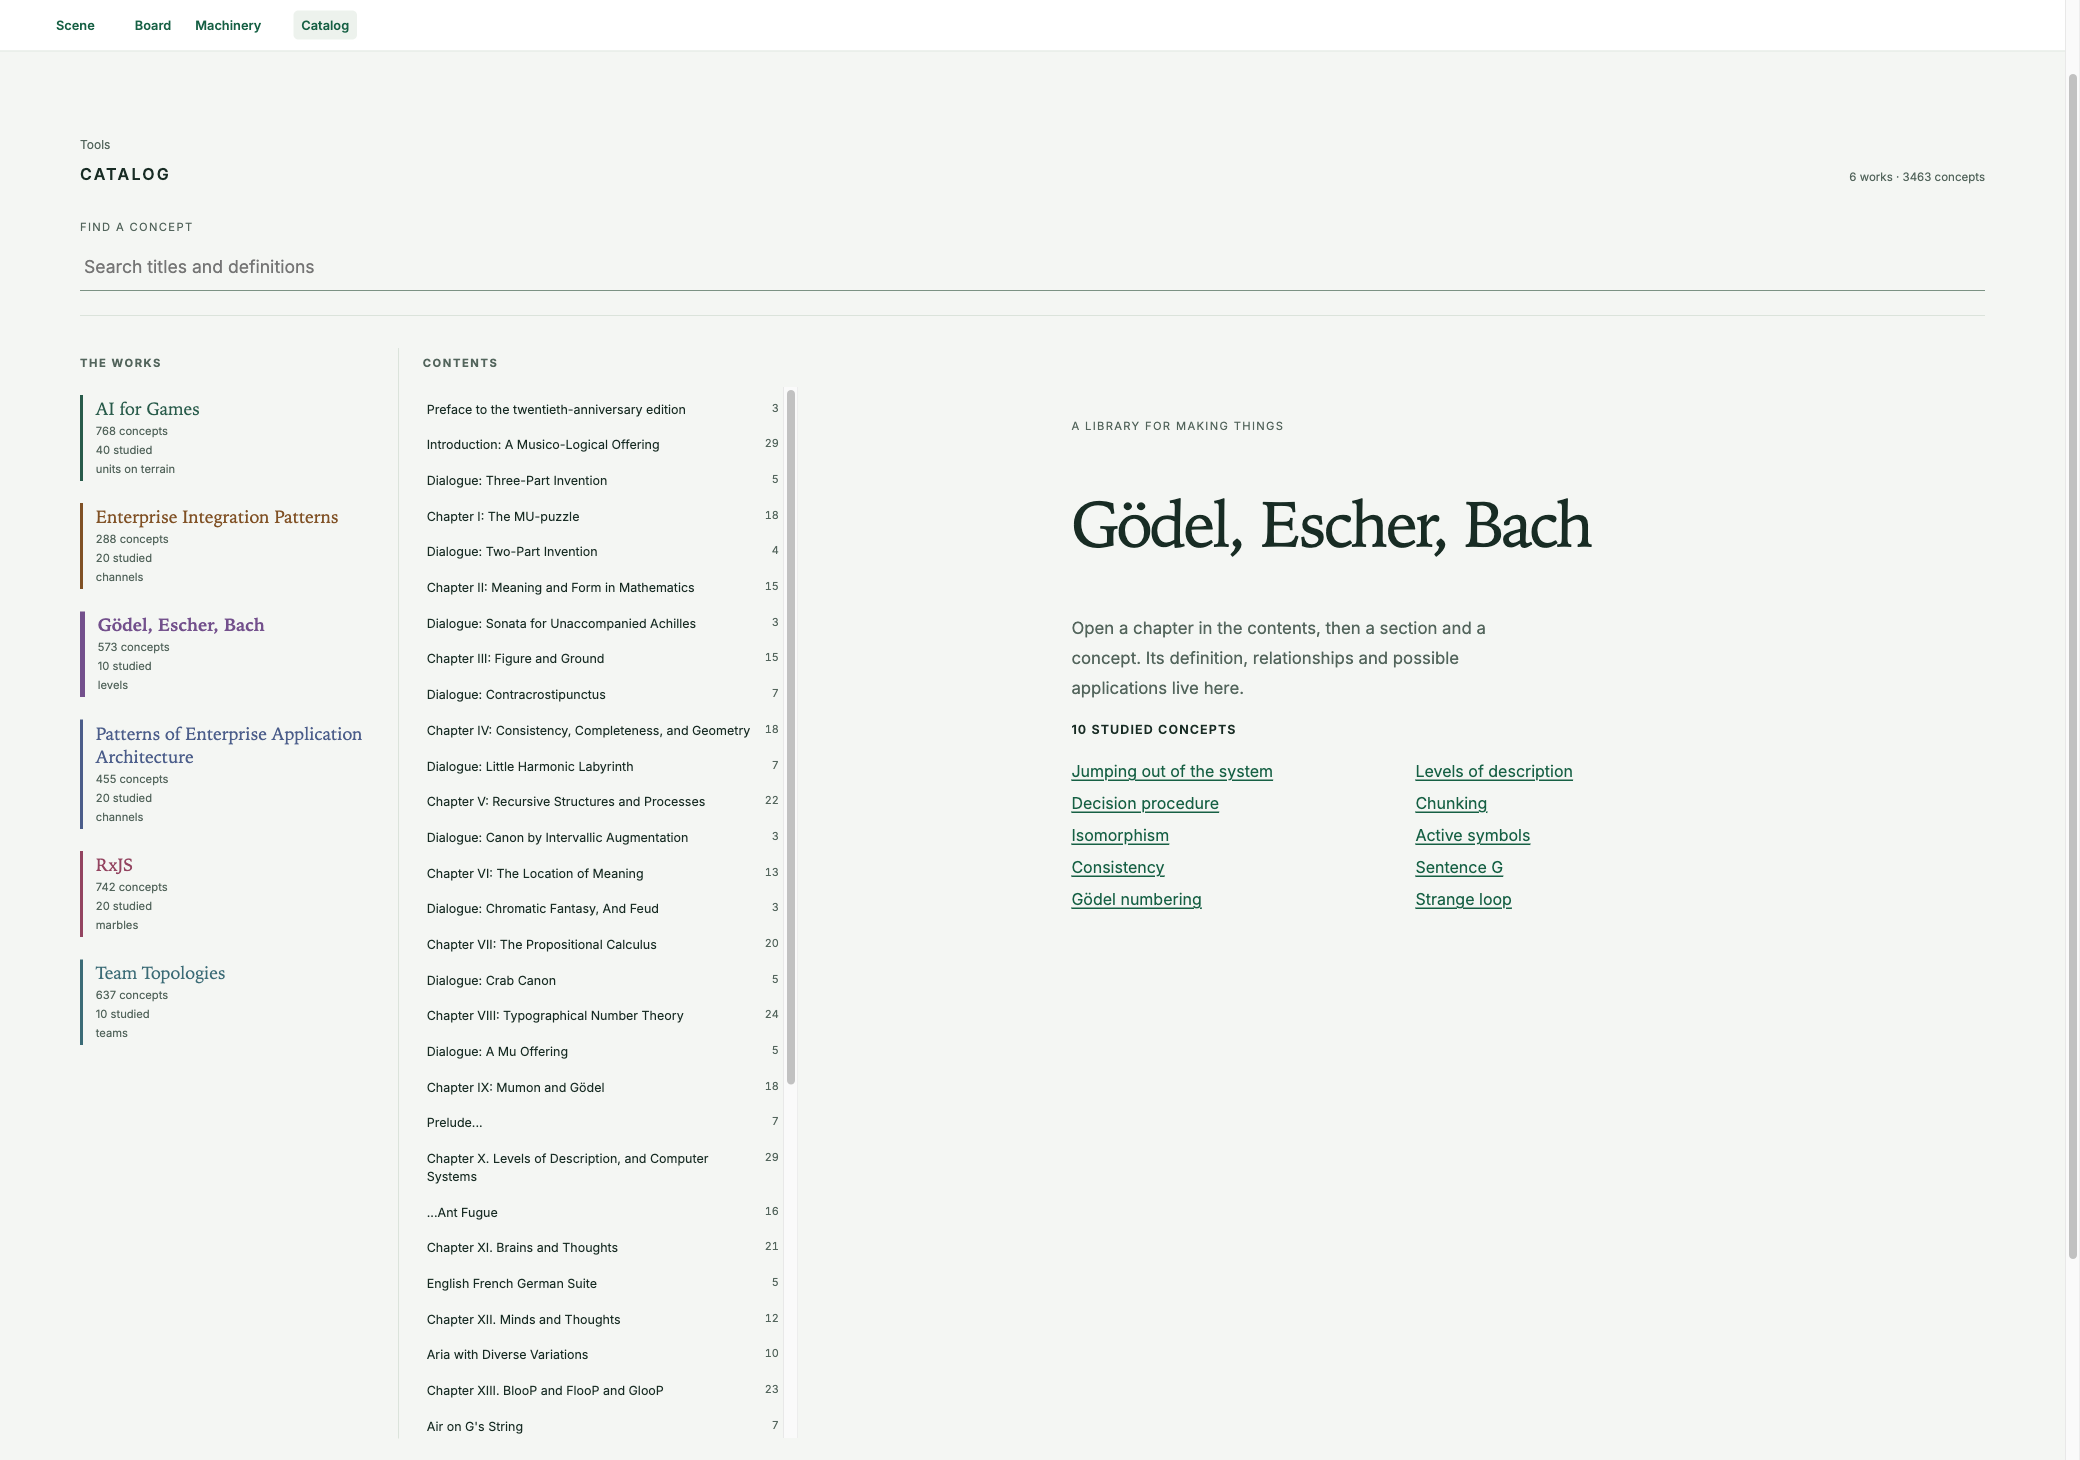 Scene
Board
Machinery
Catalog
Tools
CATALOG
6 works · 3463 concepts
FIND A CONCEPT
Search titles and definitions
THE WORKS
AI for Games
768 concepts
40 studied
units on terrain
Enterprise Integration Patterns
288 concepts
20 studied
channels
Gödel, Escher, Bach
573 concepts
10 studied
levels
Patterns of Enterprise Application
Architecture
455 concepts
20 studied
channels
RxJS
742 concepts
20 studied
marbles
Team Topologies
637 concepts
10 studied
teams
CONTENTS
Preface to the twentieth-anniversary edition 3
Introduction: A Musico-Logical Offering 29
Dialogue: Three-Part Invention 5
Chapter I: The MU-puzzle 18
Dialogue: Two-Part Invention 4
Chapter II: Meaning and Form in Mathematics 15
Dialogue: Sonata for Unaccompanied Achilles 3
Chapter III: Figure and Ground 15
Dialogue: Contracrostipunctus 7
Chapter IV: Consistency, Completeness, and Geometry 18
Dialogue: Little Harmonic Labyrinth 7
Chapter V: Recursive Structures and Processes 22
Dialogue: Canon by Intervallic Augmentation 3
Chapter VI: The Location of Meaning 13
Dialogue: Chromatic Fantasy, And Feud 3
Chapter VII: The Propositional Calculus 20
Dialogue: Crab Canon 5
Chapter VIII: Typographical Number Theory 24
Dialogue: A Mu Offering 5
Chapter IX: Mumon and Gödel 18
Prelude... 7
Chapter X. Levels of Description, and Computer 29
Systems
...Ant Fugue 16
Chapter XI. Brains and Thoughts 21
English French German Suite 5
Chapter XII. Minds and Thoughts 12
Aria with Diverse Variations 10
Chapter XIII. BlooP and FlooP and GlooP 23
Air on G's String 7
A LIBRARY FOR MAKING THINGS
Gödel, Escher, Bach
Open a chapter in the contents, then a section and a
concept. Its definition, relationships and possible
applications live here.
10 STUDIED CONCEPTS
Jumping out of the system
Decision procedure
Isomorphism
Consistency
Gödel numbering
Levels of description
Chunking
Active symbols
Sentence G
Strange loop